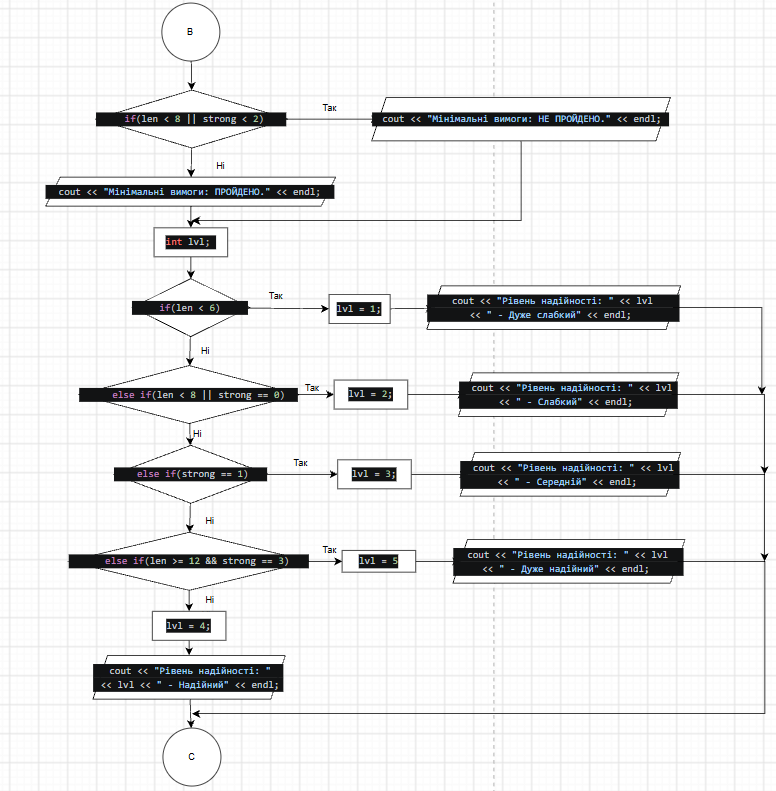 B
if(len < 8 || strong < 2)
Так
cout << "Мінімальні вимоги: НЕ ПРОЙДЕНО." << endl;
Ні
cout << "Мінімальні вимоги: ПРОЙДЕНО." << endl;
int lvl;
if(len < 6)
Так
lvl = 1;
cout << "Рівень надійності: " << lvl
<< " - Дуже слабкий" << endl;
Ні
else if(len < 8 || strong == 0)
Так
lvl = 2;
cout << "Рівень надійності: " << lvl
<< " - Слабкий" << endl;
Ні
else if(strong == 1)
Так
lvl = 3;
cout << "Рівень надійності: " << lvl
<< " - Середній" << endl;
Ні
else if(len >= 12 && strong == 3)
Так
lvl = 5
cout << "Рівень надійності: " << lvl
<< " - Дуже надійний" << endl;
Ні
lvl = 4;
cout << "Рівень надійності: "
<< lvl << " - Надійний" << endl;
C